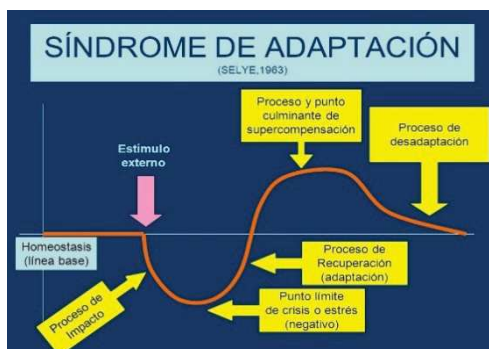 SÍNDROME DE ADAPTACIÓN
(SELYE,1963)
Proceso y punto
culminante de
supercompensación
Proceso de
desadaptación
Estímulo
externo
Homeostasis
(línea base)
Proceso de
Impacto
Proceso de
Recuperación
(adaptación)
Punto límite
de crisis o estrés
(negativo)